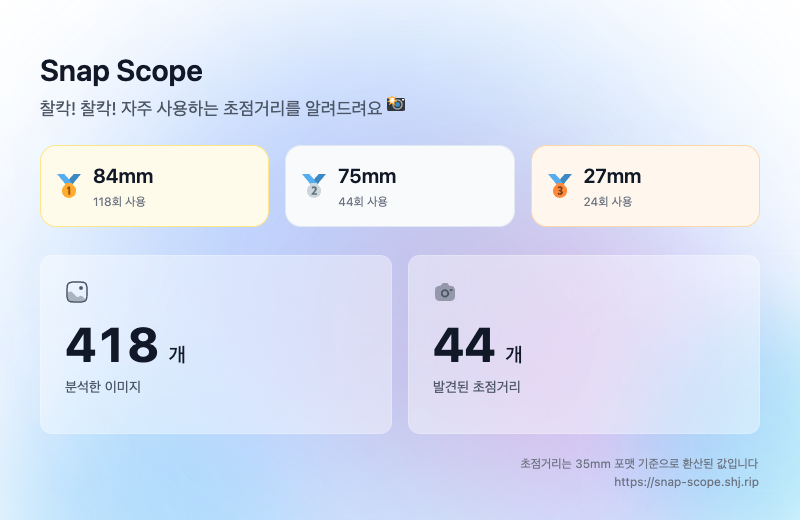 Snap Scope
찰칵! 찰칵! 자주 사용하는 초점거리를 알려드려요 📸
1 84mm
118회 사용
2 75mm
44회 사용
3 27mm
24회 사용
418 개
분석한 이미지
44 개
발견된 초점거리
초점거리는 35mm 포맷 기준으로 환산된 값입니다
https://snap-scope.shj.rip